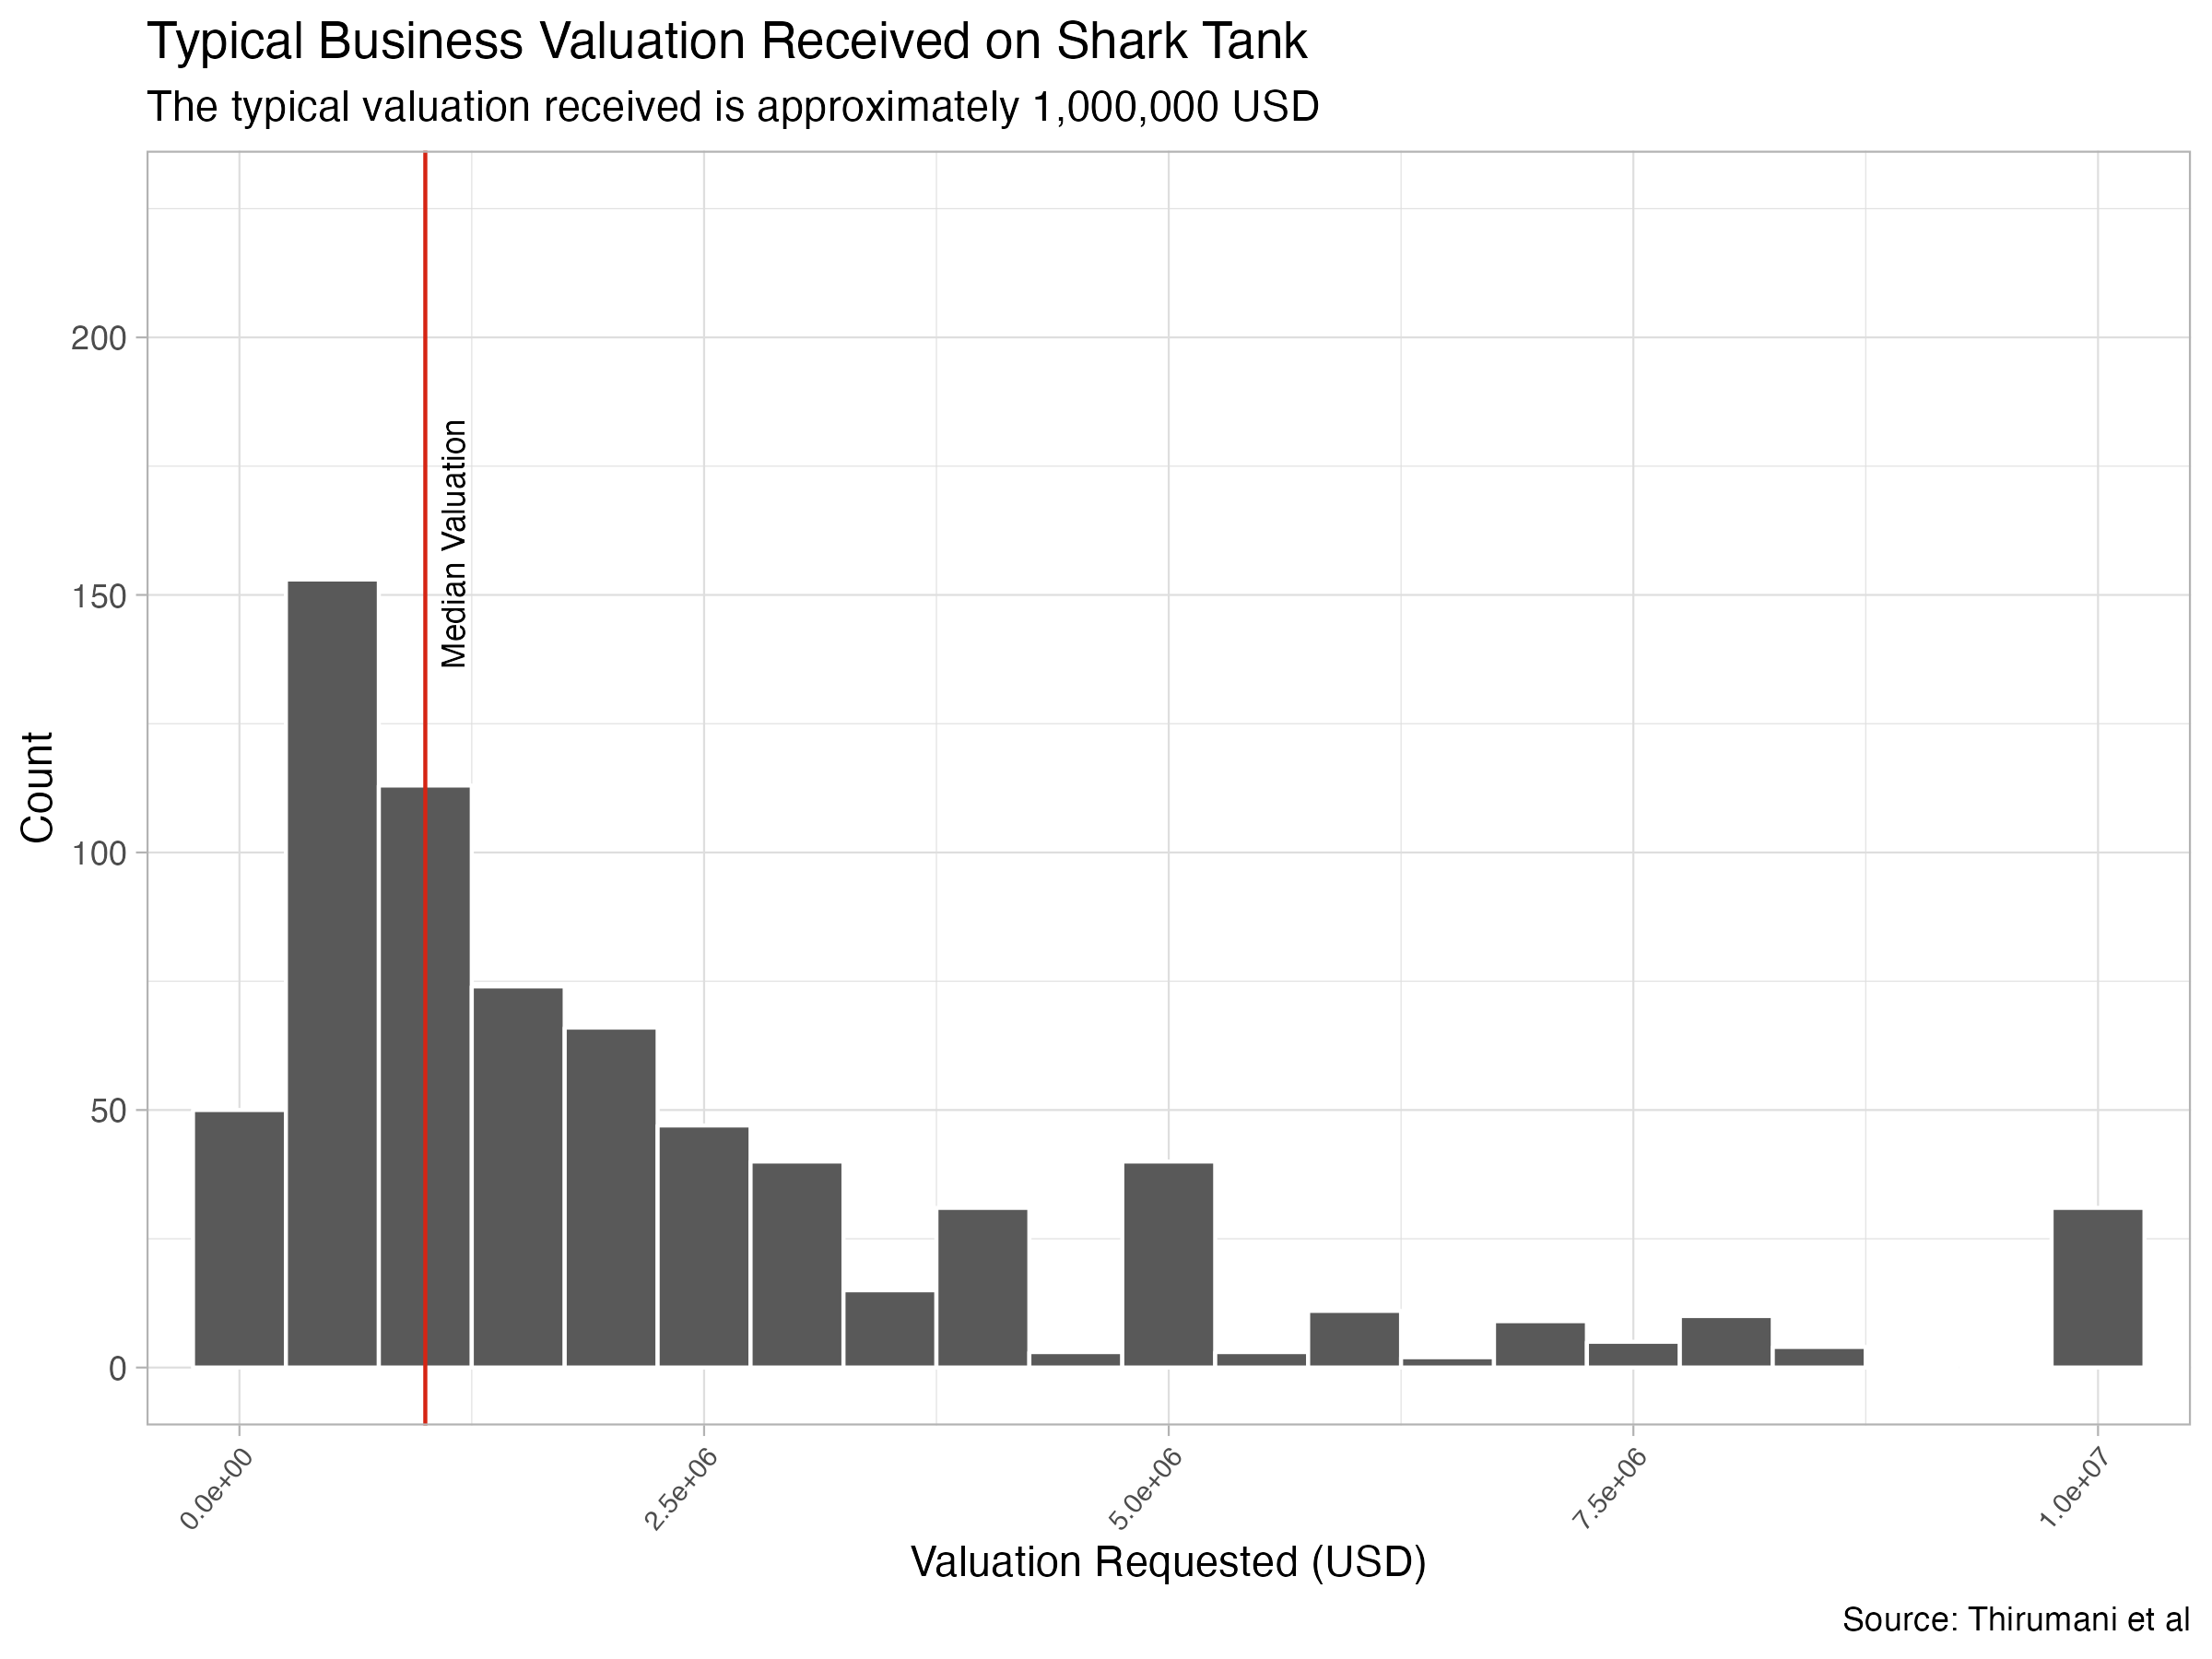 Typical Business Valuation Received on Shark Tank
The typical valuation received is approximately 1,000,000 USD
200
150
100
50
0
Count
Median Valuation
0.0e+00
2.5e+06
5.0e+06
7.5e+06
1.0e+07
Valuation Requested (USD)
Source: Thirumani et al